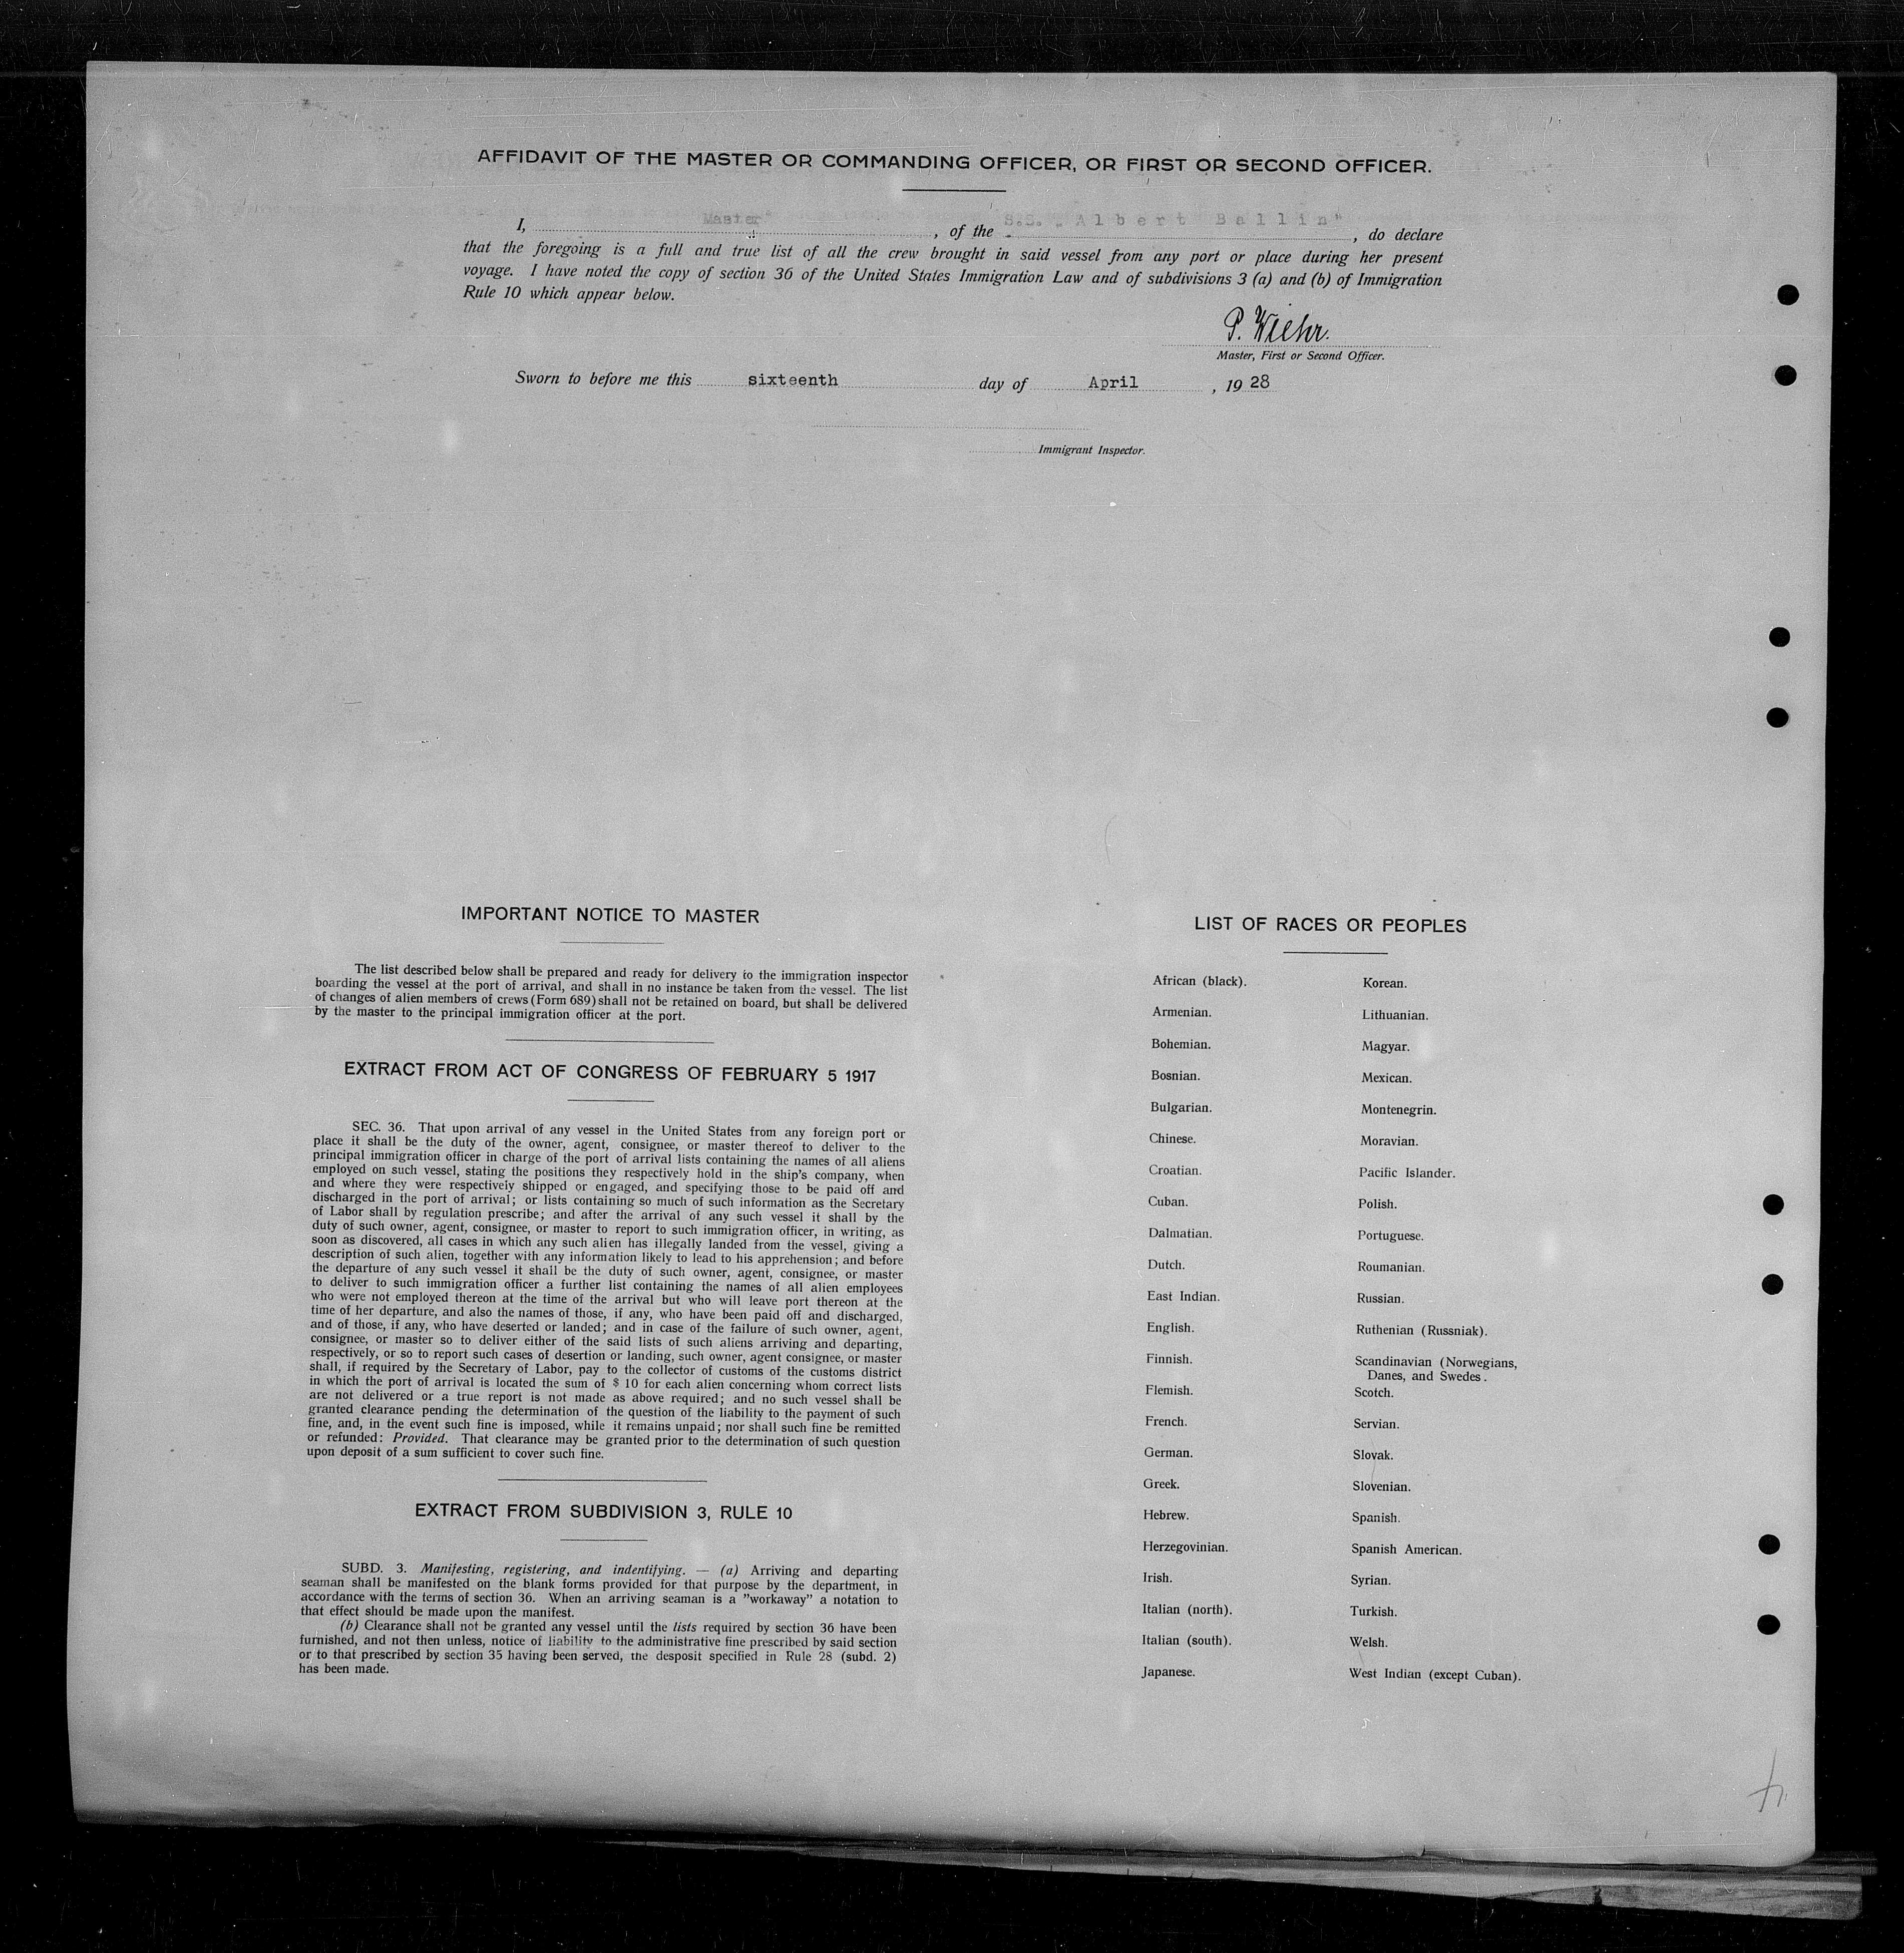 AFFIDAVIT OF THE MASTER OR COMMANDING OFFICER, OR FIRST OR SECOND OFFICER.
I, Master , of the S.S. "Albert Ballin" , do declare
that the foregoing is a full and true list of all the crew brought in said vessel from any port or place during her present
voyage. I have noted the copy of section 36 of the United States Immigration Law and of subdivisions 3 (a) and (b) of Immigration
Rule 10 which appear below.
P. Wiehr.
Master, First or Second Officer.
Sworn to before me this sixteenth day of April , 1928
Immigrant Inspector.
IMPORTANT NOTICE TO MASTER
The list described below shall be prepared and ready for delivery to the immigration inspector
boarding the vessel at the port of arrival, and shall in no instance be taken from the vessel. The list
of changes of alien members of crews (Form 689) shall not be retained on board, but shall be delivered
by the master to the principal immigration officer at the port.
EXTRACT FROM ACT OF CONGRESS OF FEBRUARY 5 1917
SEC. 36. That upon arrival of any vessel in the United States from any foreign port or
place it shall be the duty of the owner, agent, consignee, or master thereof to deliver to the
principal immigration officer in charge of the port of arrival lists containing the names of all aliens
employed on such vessel, stating the positions they respectively hold in the ship's company, when
and where they were respectively shipped or engaged, and specifying those to be paid off and
discharged in the port of arrival; or lists containing so much of such information as the Secretary
of Labor shall by regulation prescribe; and after the arrival of any such vessel it shall by the
duty of such owner, agent, consignee, or master to report to such immigration officer, in writing, as
soon as discovered, all cases in which any such alien has illegally landed from the vessel, giving a
description of such alien, together with any information likely to lead to his apprehension; and before
the departure of any such vessel it shall be the duty of such owner, agent, consignee, or master
to deliver to such immigration officer a further list containing the names of all alien employees
who were not employed thereon at the time of the arrival but who will leave port thereon at the
time of her departure, and also the names of those, if any, who have been paid off and discharged,
and of those, if any, who have deserted or landed; and in case of the failure of such owner, agent,
consignee, or master so to deliver either of the said lists of such aliens arriving and departing,
respectively, or so to report such cases of desertion or landing, such owner, agent consignee, or master
shall, if required by the Secretary of Labor, pay to the collector of customs of the customs district
in which the port of arrival is located the sum of $ 10 for each alien concerning whom correct lists
are not delivered or a true report is not made as above required; and no such vessel shall be
granted clearance pending the determination of the question of the liability to the payment of such
fine, and, in the event such fine is imposed, while it remains unpaid; nor shall such fine be remitted
or refunded: Provided. That clearance may be granted prior to the determination of such question
upon deposit of a sum sufficient to cover such fine.
EXTRACT FROM SUBDIVISION 3, RULE 10
SUBD. 3. Manifesting, registering, and indentifying. — (a) Arriving and departing
seaman shall be manifested on the blank forms provided for that purpose by the department, in
accordance with the terms of section 36. When an arriving seaman is a "workaway" a notation to
that effect should be made upon the manifest.
(b) Clearance shall not be granted any vessel until the lists required by section 36 have been
furnished, and not then unless, notice of liability to the administrative fine prescribed by said section
or to that prescribed by section 35 having been served, the desposit specified in Rule 28 (subd. 2)
has been made.
LIST OF RACES OR PEOPLES
African (black).
Armenian.
Bohemian.
Bosnian.
Bulgarian.
Chinese.
Croatian.
Cuban.
Dalmatian.
Dutch.
East Indian.
English.
Finnish.
Flemish.
French.
German.
Greek.
Hebrew.
Herzegovinian.
Irish.
Italian (north).
Italian (south).
Japanese.
Korean.
Lithuanian.
Magyar.
Mexican.
Montenegrin.
Moravian.
Pacific Islander.
Polish.
Portuguese.
Roumanian.
Russian.
Ruthenian (Russniak).
Scandinavian (Norwegians,
Danes, and Swedes.
Scotch.
Servian.
Slovak.
Slovenian.
Spanish.
Spanish American.
Syrian.
Turkish.
Welsh.
West Indian (except Cuban).